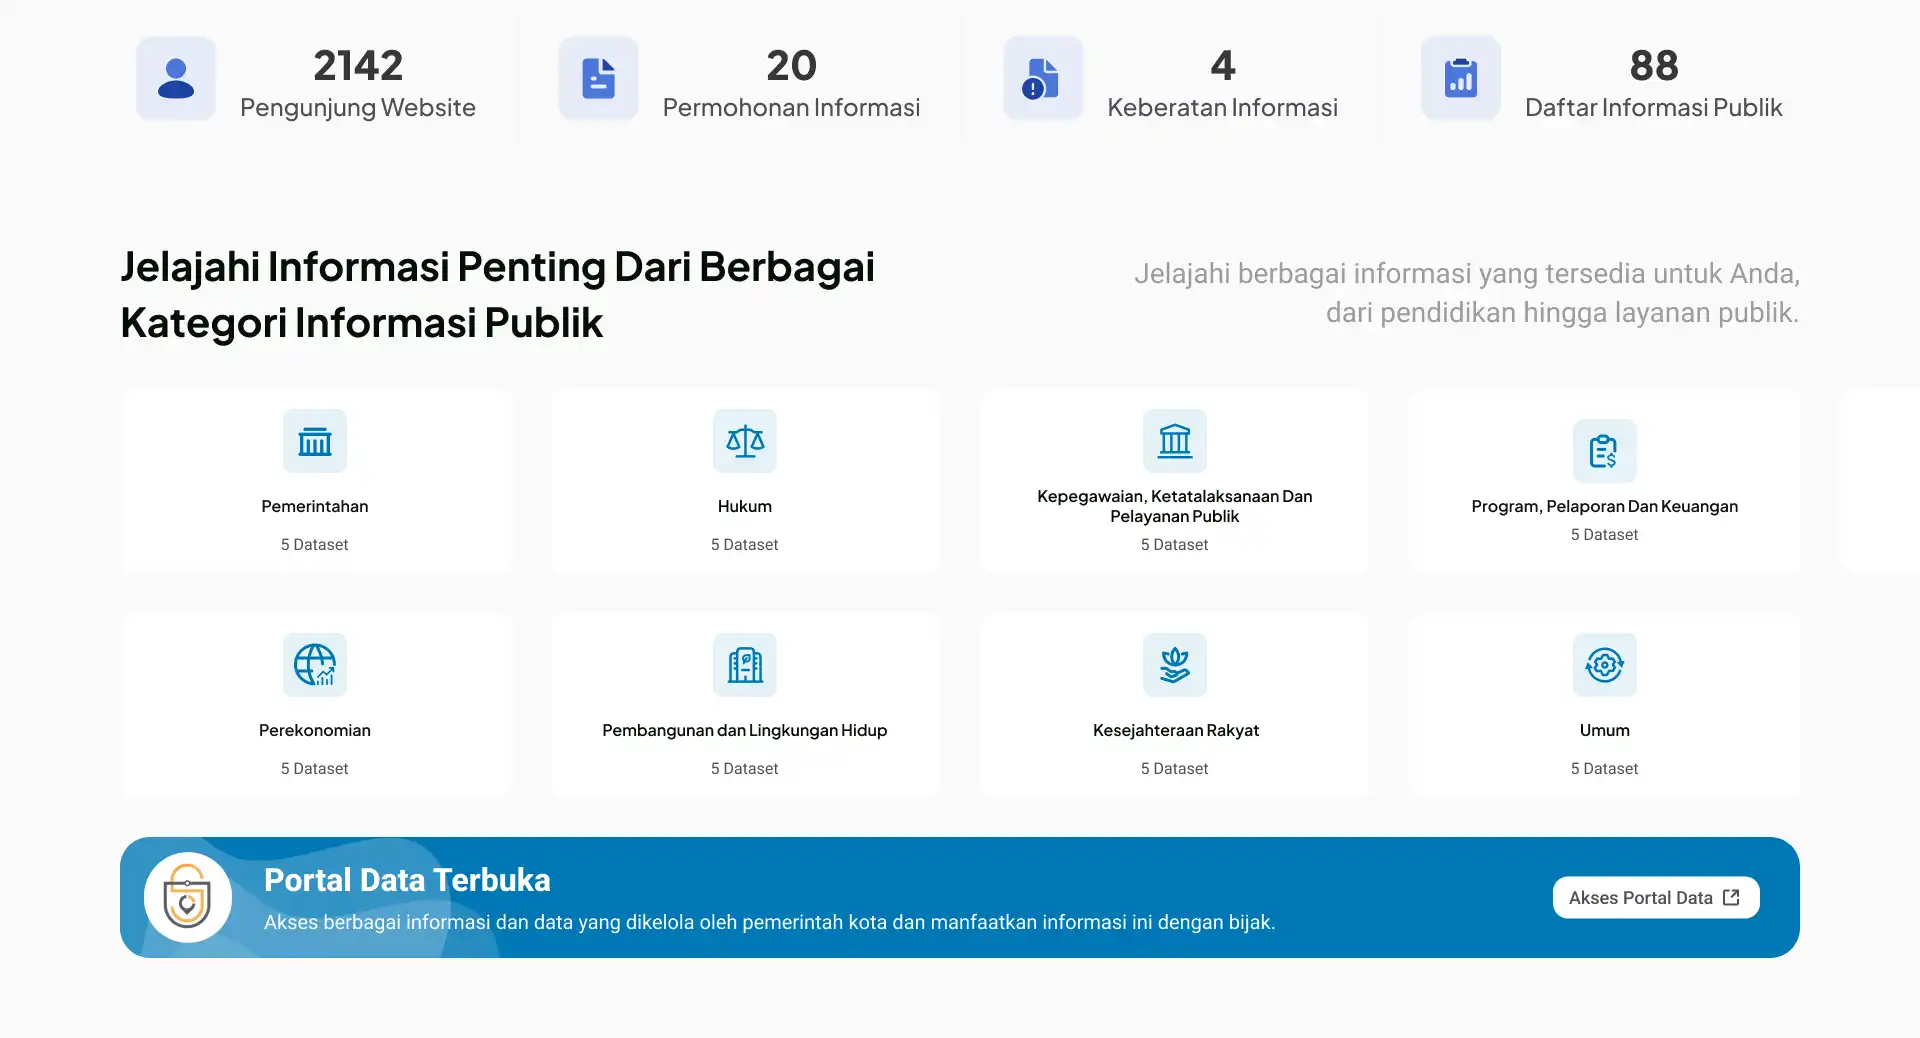 2142
Pengunjung Website
20
Permohonan Informasi
4
Keberatan Informasi
88
Daftar Informasi Publik
Jelajahi Informasi Penting Dari Berbagai
Kategori Informasi Publik
Jelajahi berbagai informasi yang tersedia untuk Anda,
dari pendidikan hingga layanan publik.
Pemerintahan
5 Dataset
Hukum
5 Dataset
Kepegawaian, Ketatalaksanaan Dan
Pelayanan Publik
5 Dataset
Program, Pelaporan Dan Keuangan
5 Dataset
Perekonomian
5 Dataset
Pembangunan dan Lingkungan Hidup
5 Dataset
Kesejahteraan Rakyat
5 Dataset
Umum
5 Dataset
Portal Data Terbuka
Akses berbagai informasi dan data yang dikelola oleh pemerintah kota dan manfaatkan informasi ini dengan bijak.
Akses Portal Data